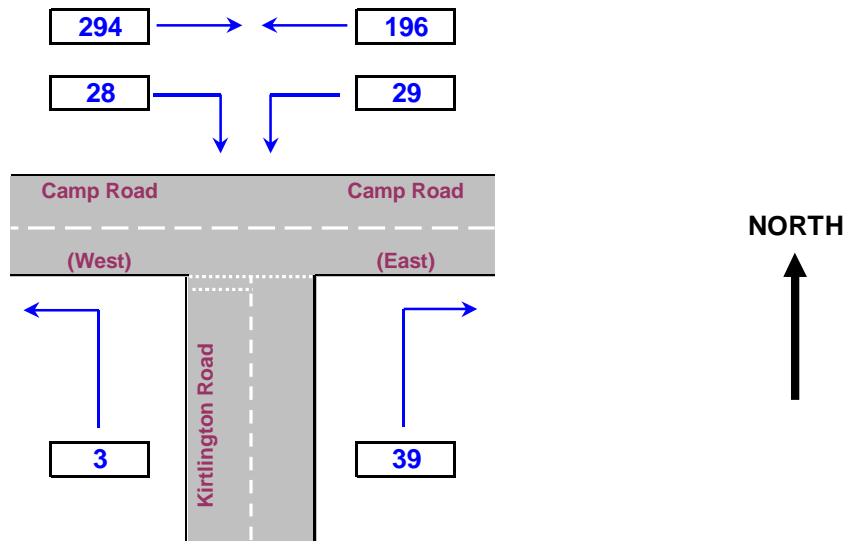 294 196
28 29
Camp Road Camp Road
NORTH
(West) (East)
Kirtlington Road
3 39